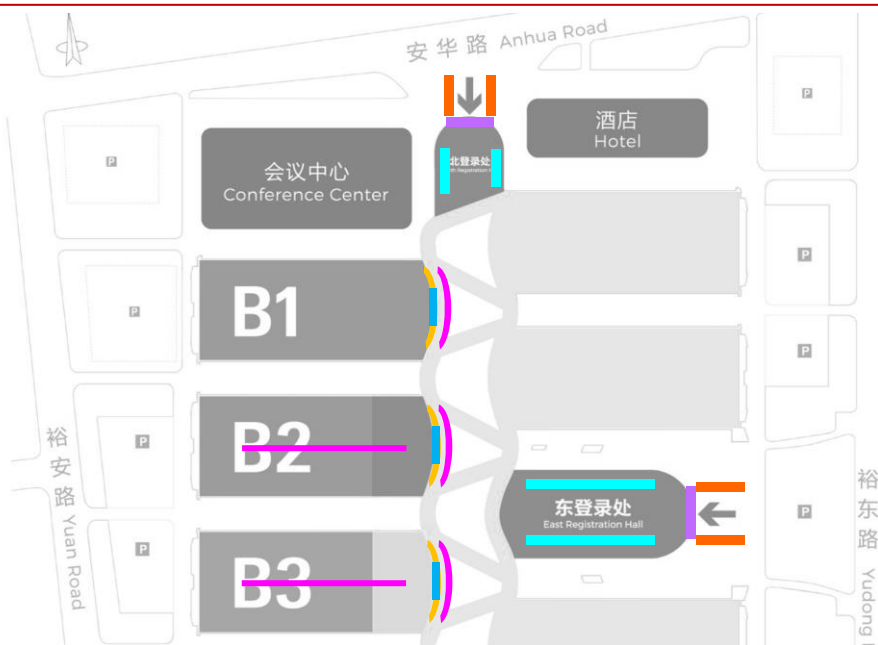 安华路 Anhua Road
酒店
Hotel
会议中心
Conference Center
北登录处
P
P
P
P
P
P
P
P
B1
B2
B3
东登录处
East Registration Hall
裕安路 Yuan Road
裕东路 Yudong